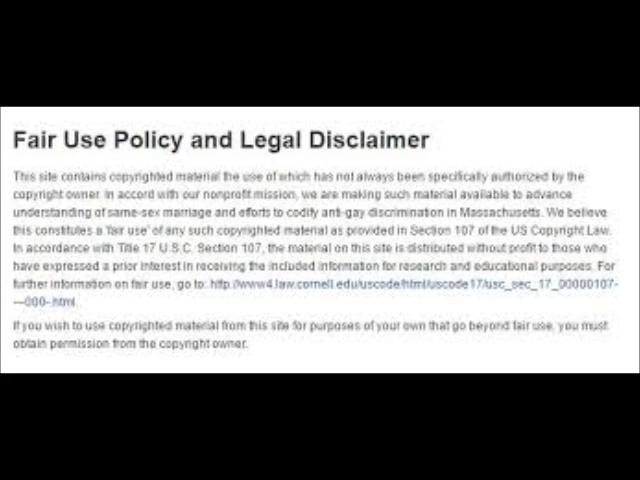 Fair Use Policy and Legal Disclaimer
This site contains copyrighted material the use of which has not always been specifically authorized by the
copyright owner. In accord with our nonprofit mission, we are making such material available to advance
understanding of same-sex marriage and efforts to codify anti-gay discrimination in Massachusetts. We believe
this constitutes a 'fair use' of any such copyrighted material as provided in Section 107 of the US Copyright Law.
In accordance with Title 17 U.S.C. Section 107, the material on this site is distributed without profit to those who
have expressed a prior interest in receiving the included information for research and educational purposes. For
further information on fair use, go to: http://www4.law.cornell.edu/uscode/html/uscode17/usc_sec_17_00000107-
---000-.html.
If you wish to use copyrighted material from this site for purposes of your own that go beyond fair use, you must
obtain permission from the copyright owner.